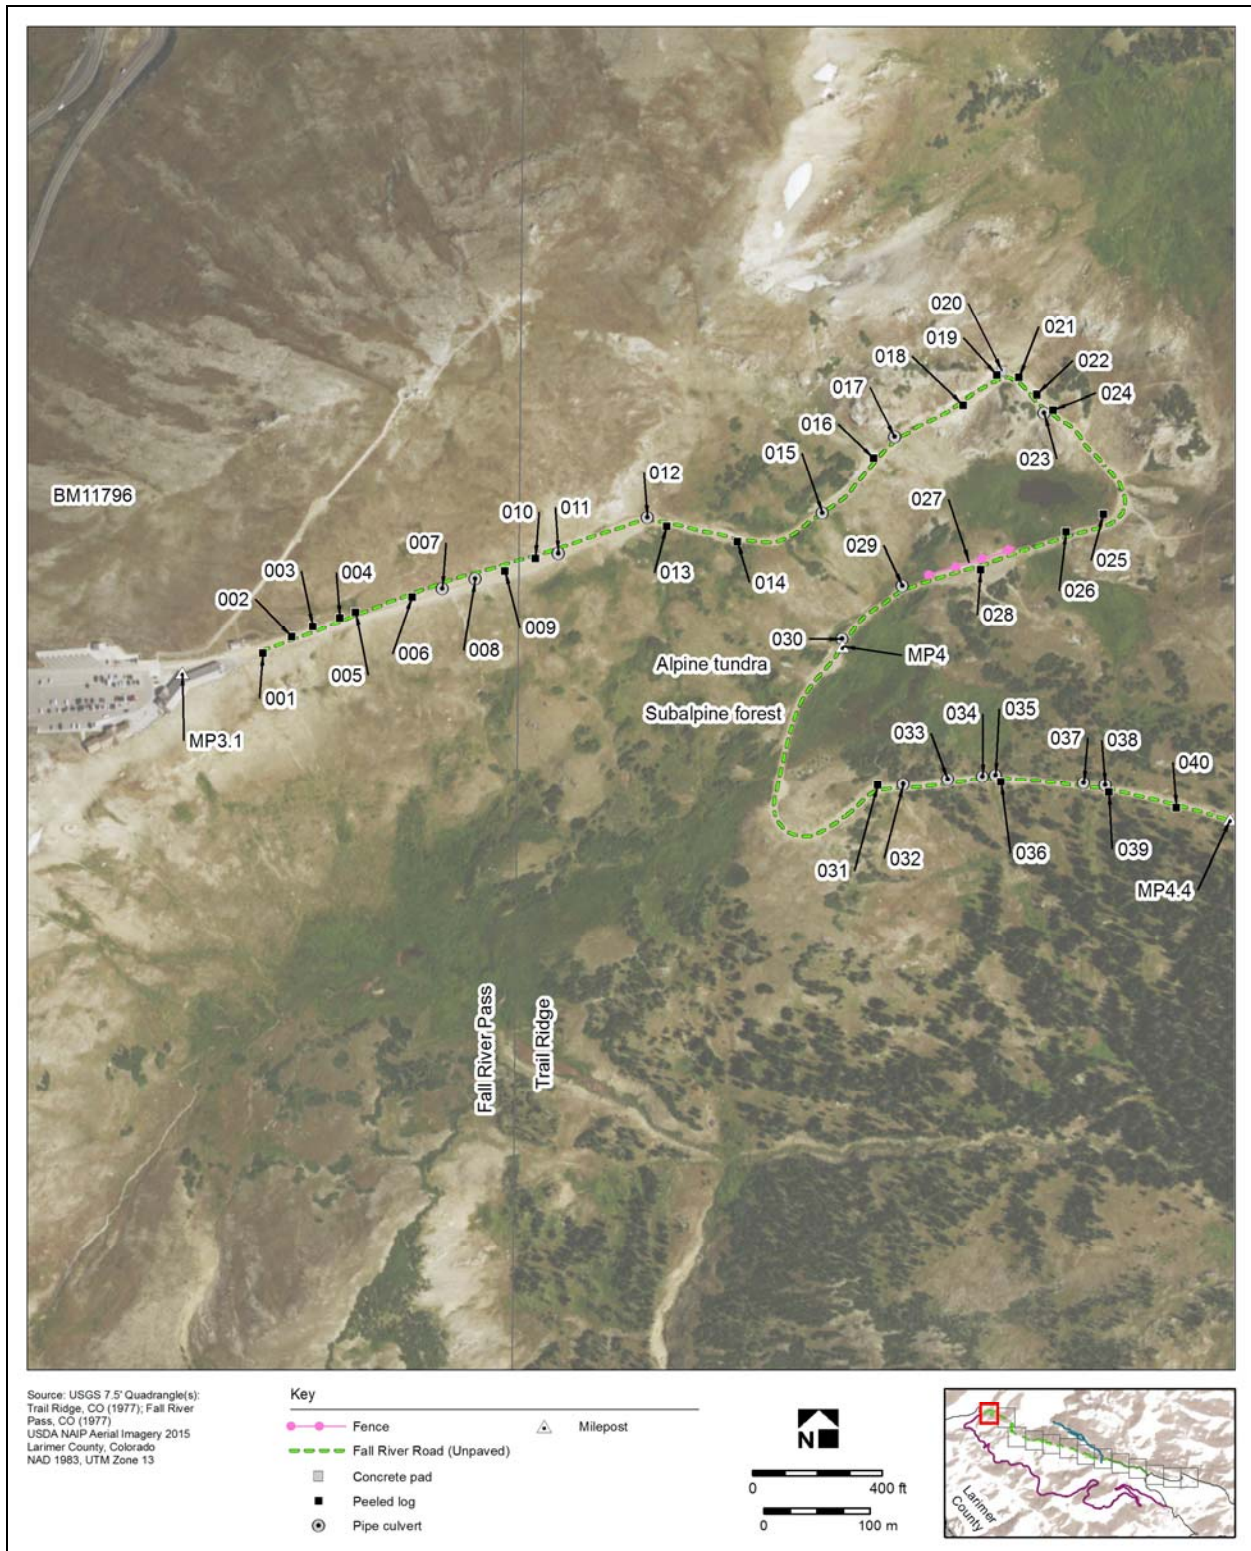 020
021
019
018
022
017
024
016
023
015
012
BM11796
027
010
011
029
007
013
014
025
003
004
026
002
028
009
008
006
030
005
MP4
001
Alpine tundra
Subalpine forest
MP3.1
034
035
033
037
038
040
031
032
036
039
MP4.4
Fall River Pass
Trail Ridge
Source: USGS 7.5' Quadrangle(s):
Trail Ridge, CO (1977); Fall River
Pass, CO (1977)
USDA NAIP Aerial Imagery 2015
Larimer County, Colorado
NAD 1983, UTM Zone 13
Key
Fence
Fall River Road (Unpaved)
Concrete pad
Peeled log
Pipe culvert
Milepost
N
0 400 ft
0 100 m
Larimer
County